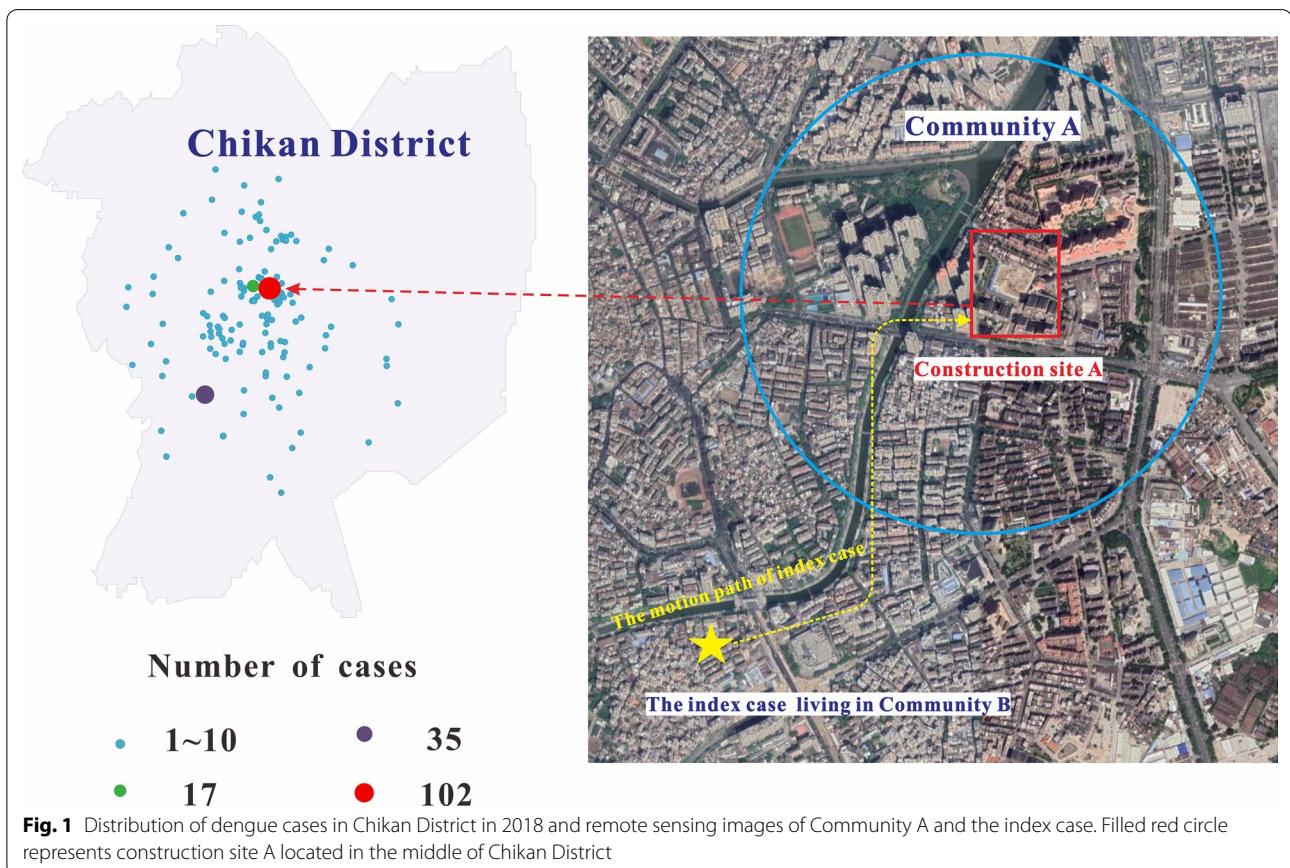 Chikan District
Community A
Construction site A
The motion path of index case
The index case living in Community B
Number of cases
1~10
35
17
102
Fig. 1 Distribution of dengue cases in Chikan District in 2018 and remote sensing images of Community A and the index case. Filled red circle
represents construction site A located in the middle of Chikan District